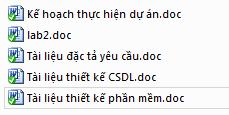 Kế hoạch thực hiện dự án.doc
lab2.doc
Tài liệu đặc tả yêu cầu.doc
Tài liệu thiết kế CSDL.doc
Tài liệu thiết kế phần mềm.doc